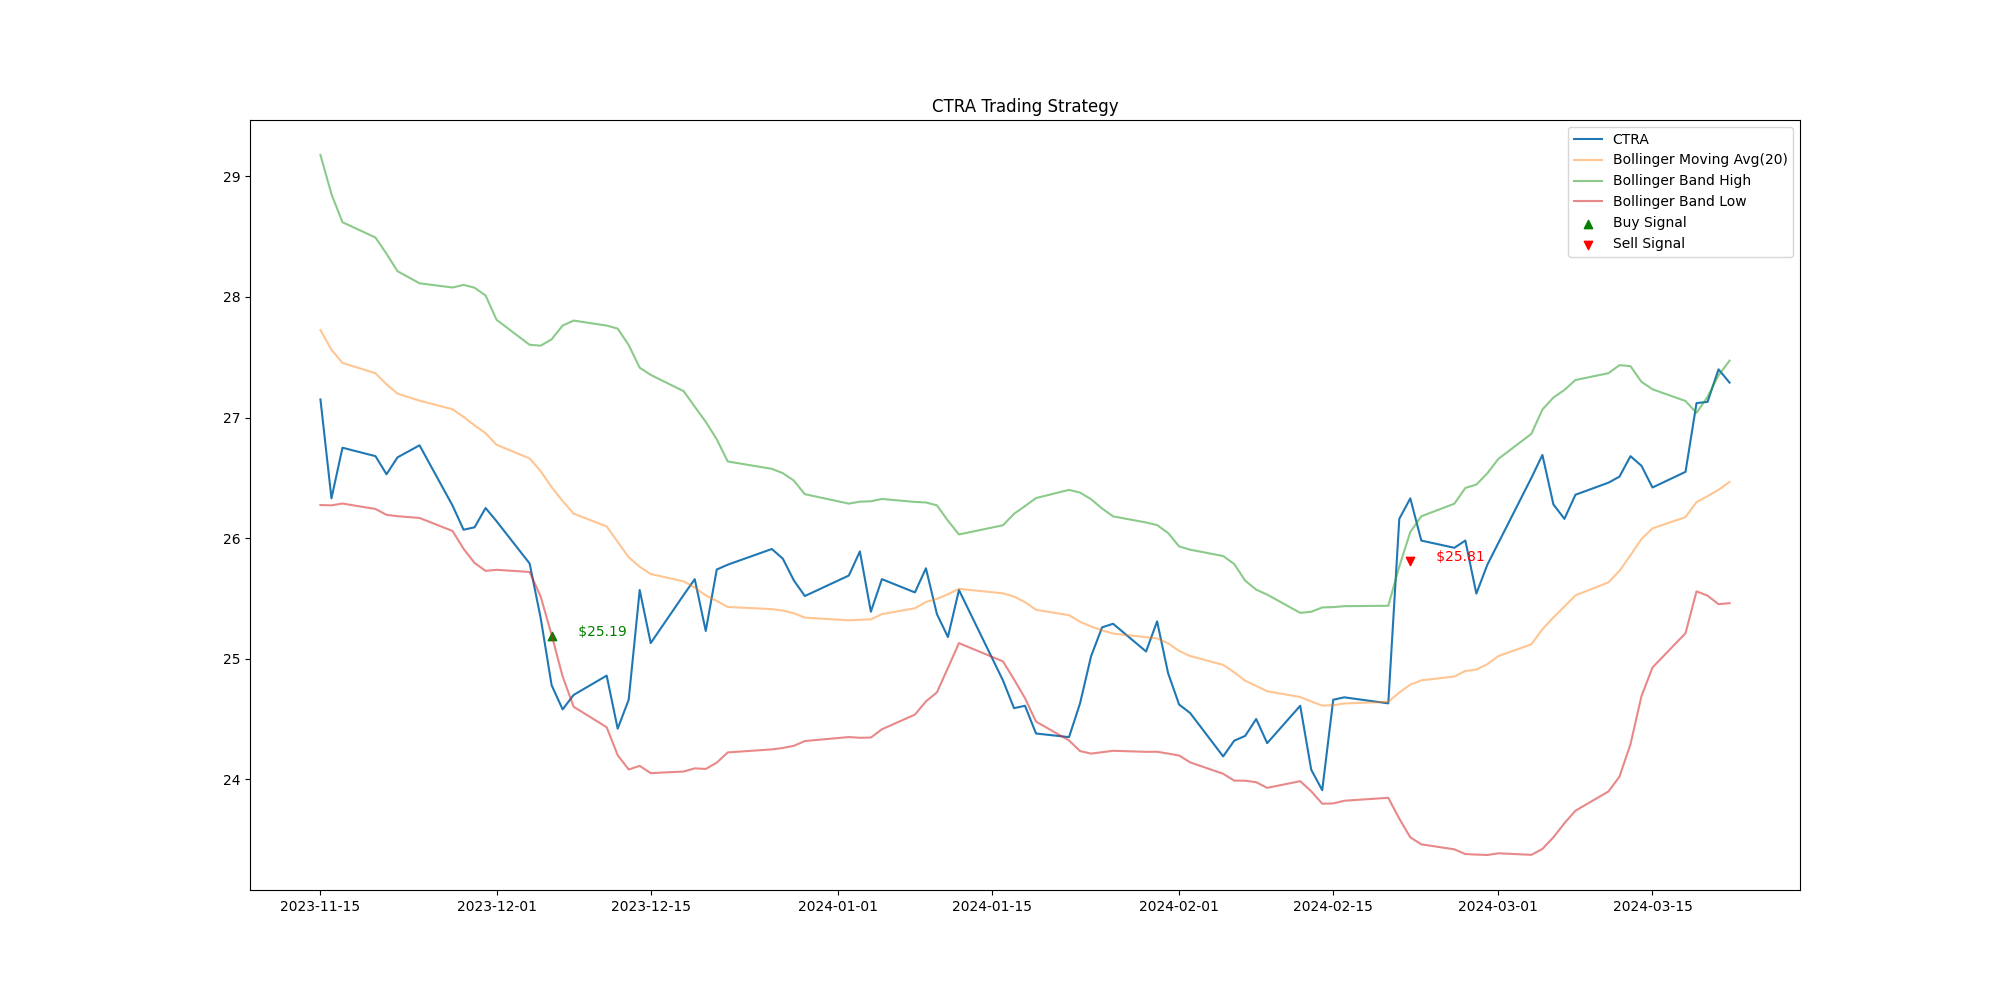 CTRA Trading Strategy
CTRA
Bollinger Moving Avg(20)
Bollinger Band High
Bollinger Band Low
Buy Signal
Sell Signal
29
28
27
26
25
24
$25.81
$25.19
2023-11-15
2023-12-01
2023-12-15
2024-01-01
2024-01-15
2024-02-01
2024-02-15
2024-03-01
2024-03-15